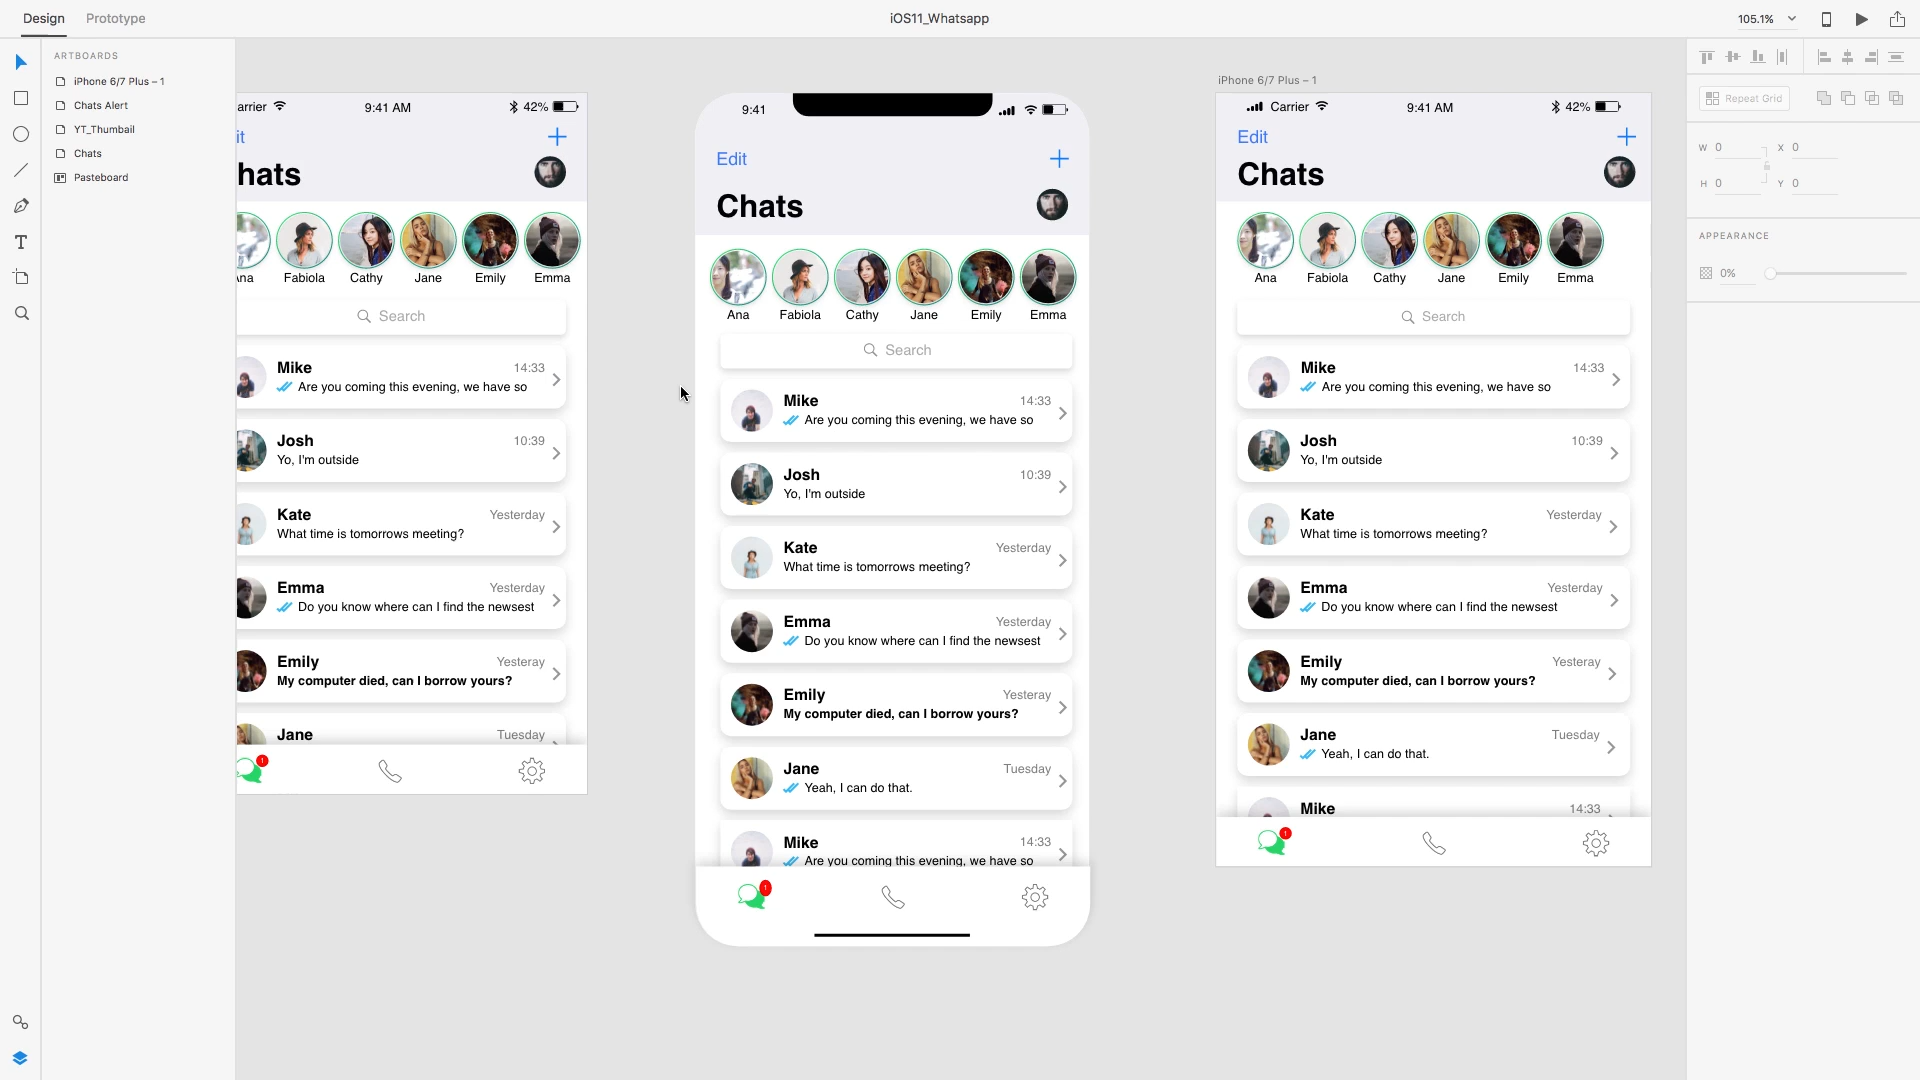 Design
Prototype
iOS11_Whatsapp
105.1%
ARTBOARDS
iPhone 6/7 Plus – 1
Chats Alert
YT_Thumbail
Chats
Pasteboard
T
arrier
9:41 AM
42%
it
hats
Ana
Fabiola
Cathy
Jane
Emily
Emma
Search
Mike
14:33
Are you coming this evening, we have so
Josh
10:39
Yo, I'm outside
Kate
Yesterday
What time is tomorrows meeting?
Emma
Yesterday
Do you know where can I find the newsest
Emily
Yesteray
My computer died, can I borrow yours?
Jane
Tuesday
1
9:41
Edit
Chats
Ana
Fabiola
Cathy
Jane
Emily
Emma
Search
Mike
14:33
Are you coming this evening, we have so
Josh
10:39
Yo, I'm outside
Kate
Yesterday
What time is tomorrows meeting?
Emma
Yesterday
Do you know where can I find the newsest
Emily
Yesteray
My computer died, can I borrow yours?
Jane
Tuesday
Yeah, I can do that.
Mike
14:33
Are you coming this evening, we have so
1
iPhone 6/7 Plus – 1
Carrier
9:41 AM
42%
Edit
Chats
Ana
Fabiola
Cathy
Jane
Emily
Emma
Search
Mike
14:33
Are you coming this evening, we have so
Josh
10:39
Yo, I'm outside
Kate
Yesterday
What time is tomorrows meeting?
Emma
Yesterday
Do you know where can I find the newsest
Emily
Yesteray
My computer died, can I borrow yours?
Jane
Tuesday
Yeah, I can do that.
Mike
14:33
1
Repeat Grid
W 0
X 0
H 0
Y 0
APPEARANCE
0%